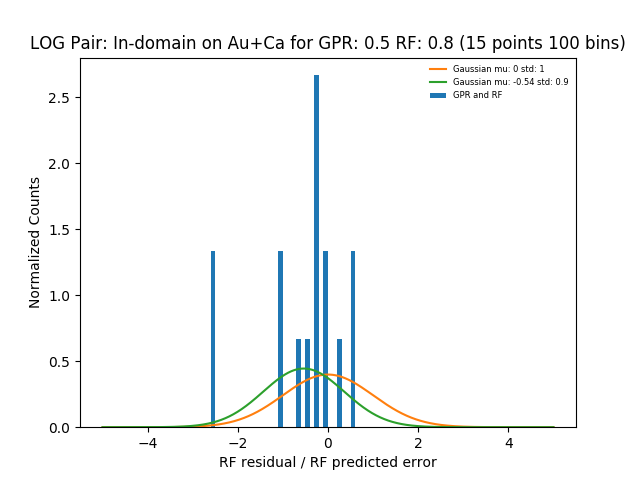 LOG Pair: In-domain on Au+Ca for GPR: 0.5 RF: 0.8 (15 points 100 bins)
Gaussian mu: 0 std: 1
Gaussian mu: -0.54 std: 0.9
GPR and RF
Normalized Counts
2.5
2.0
1.5
1.0
0.5
0.0
−4 −2 0 2 4
RF residual / RF predicted error